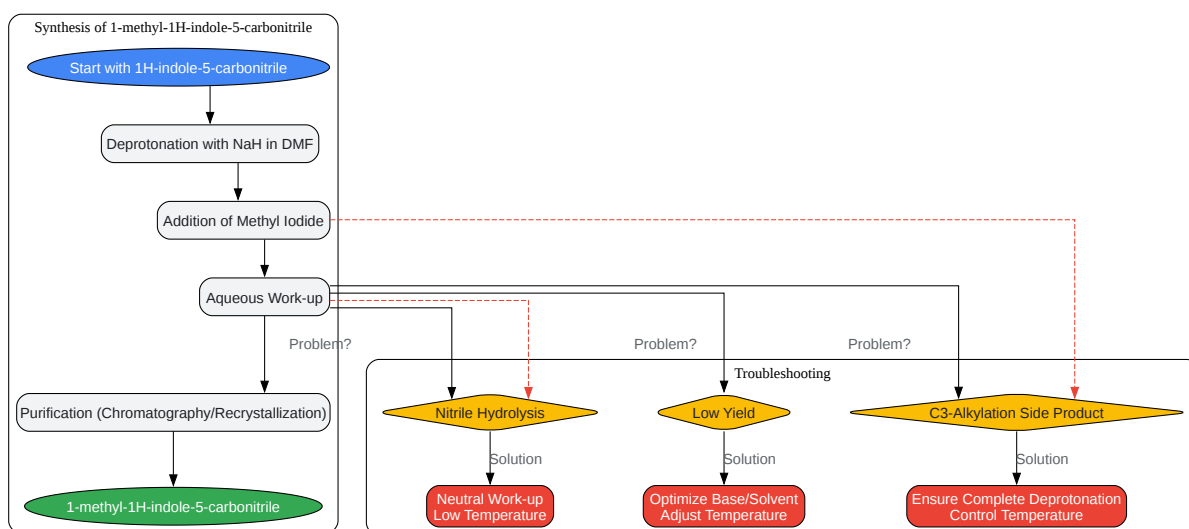 Synthesis of 1-methyl-1H-indole-5-carbonitrile
Start with 1H-indole-5-carbonitrile
Deprotonation with NaH in DMF
Addition of Methyl Iodide
Aqueous Work-up
Problem?
Problem?
Problem?
Troubleshooting
Purification (Chromatography/Recrystallization)
Nitrile Hydrolysis
Low Yield
C3-Alkylation Side Product
Solution
Solution
Solution
1-methyl-1H-indole-5-carbonitrile
Neutral Work-up
Low Temperature
Optimize Base/Solvent
Adjust Temperature
Ensure Complete Deprotonation
Control Temperature